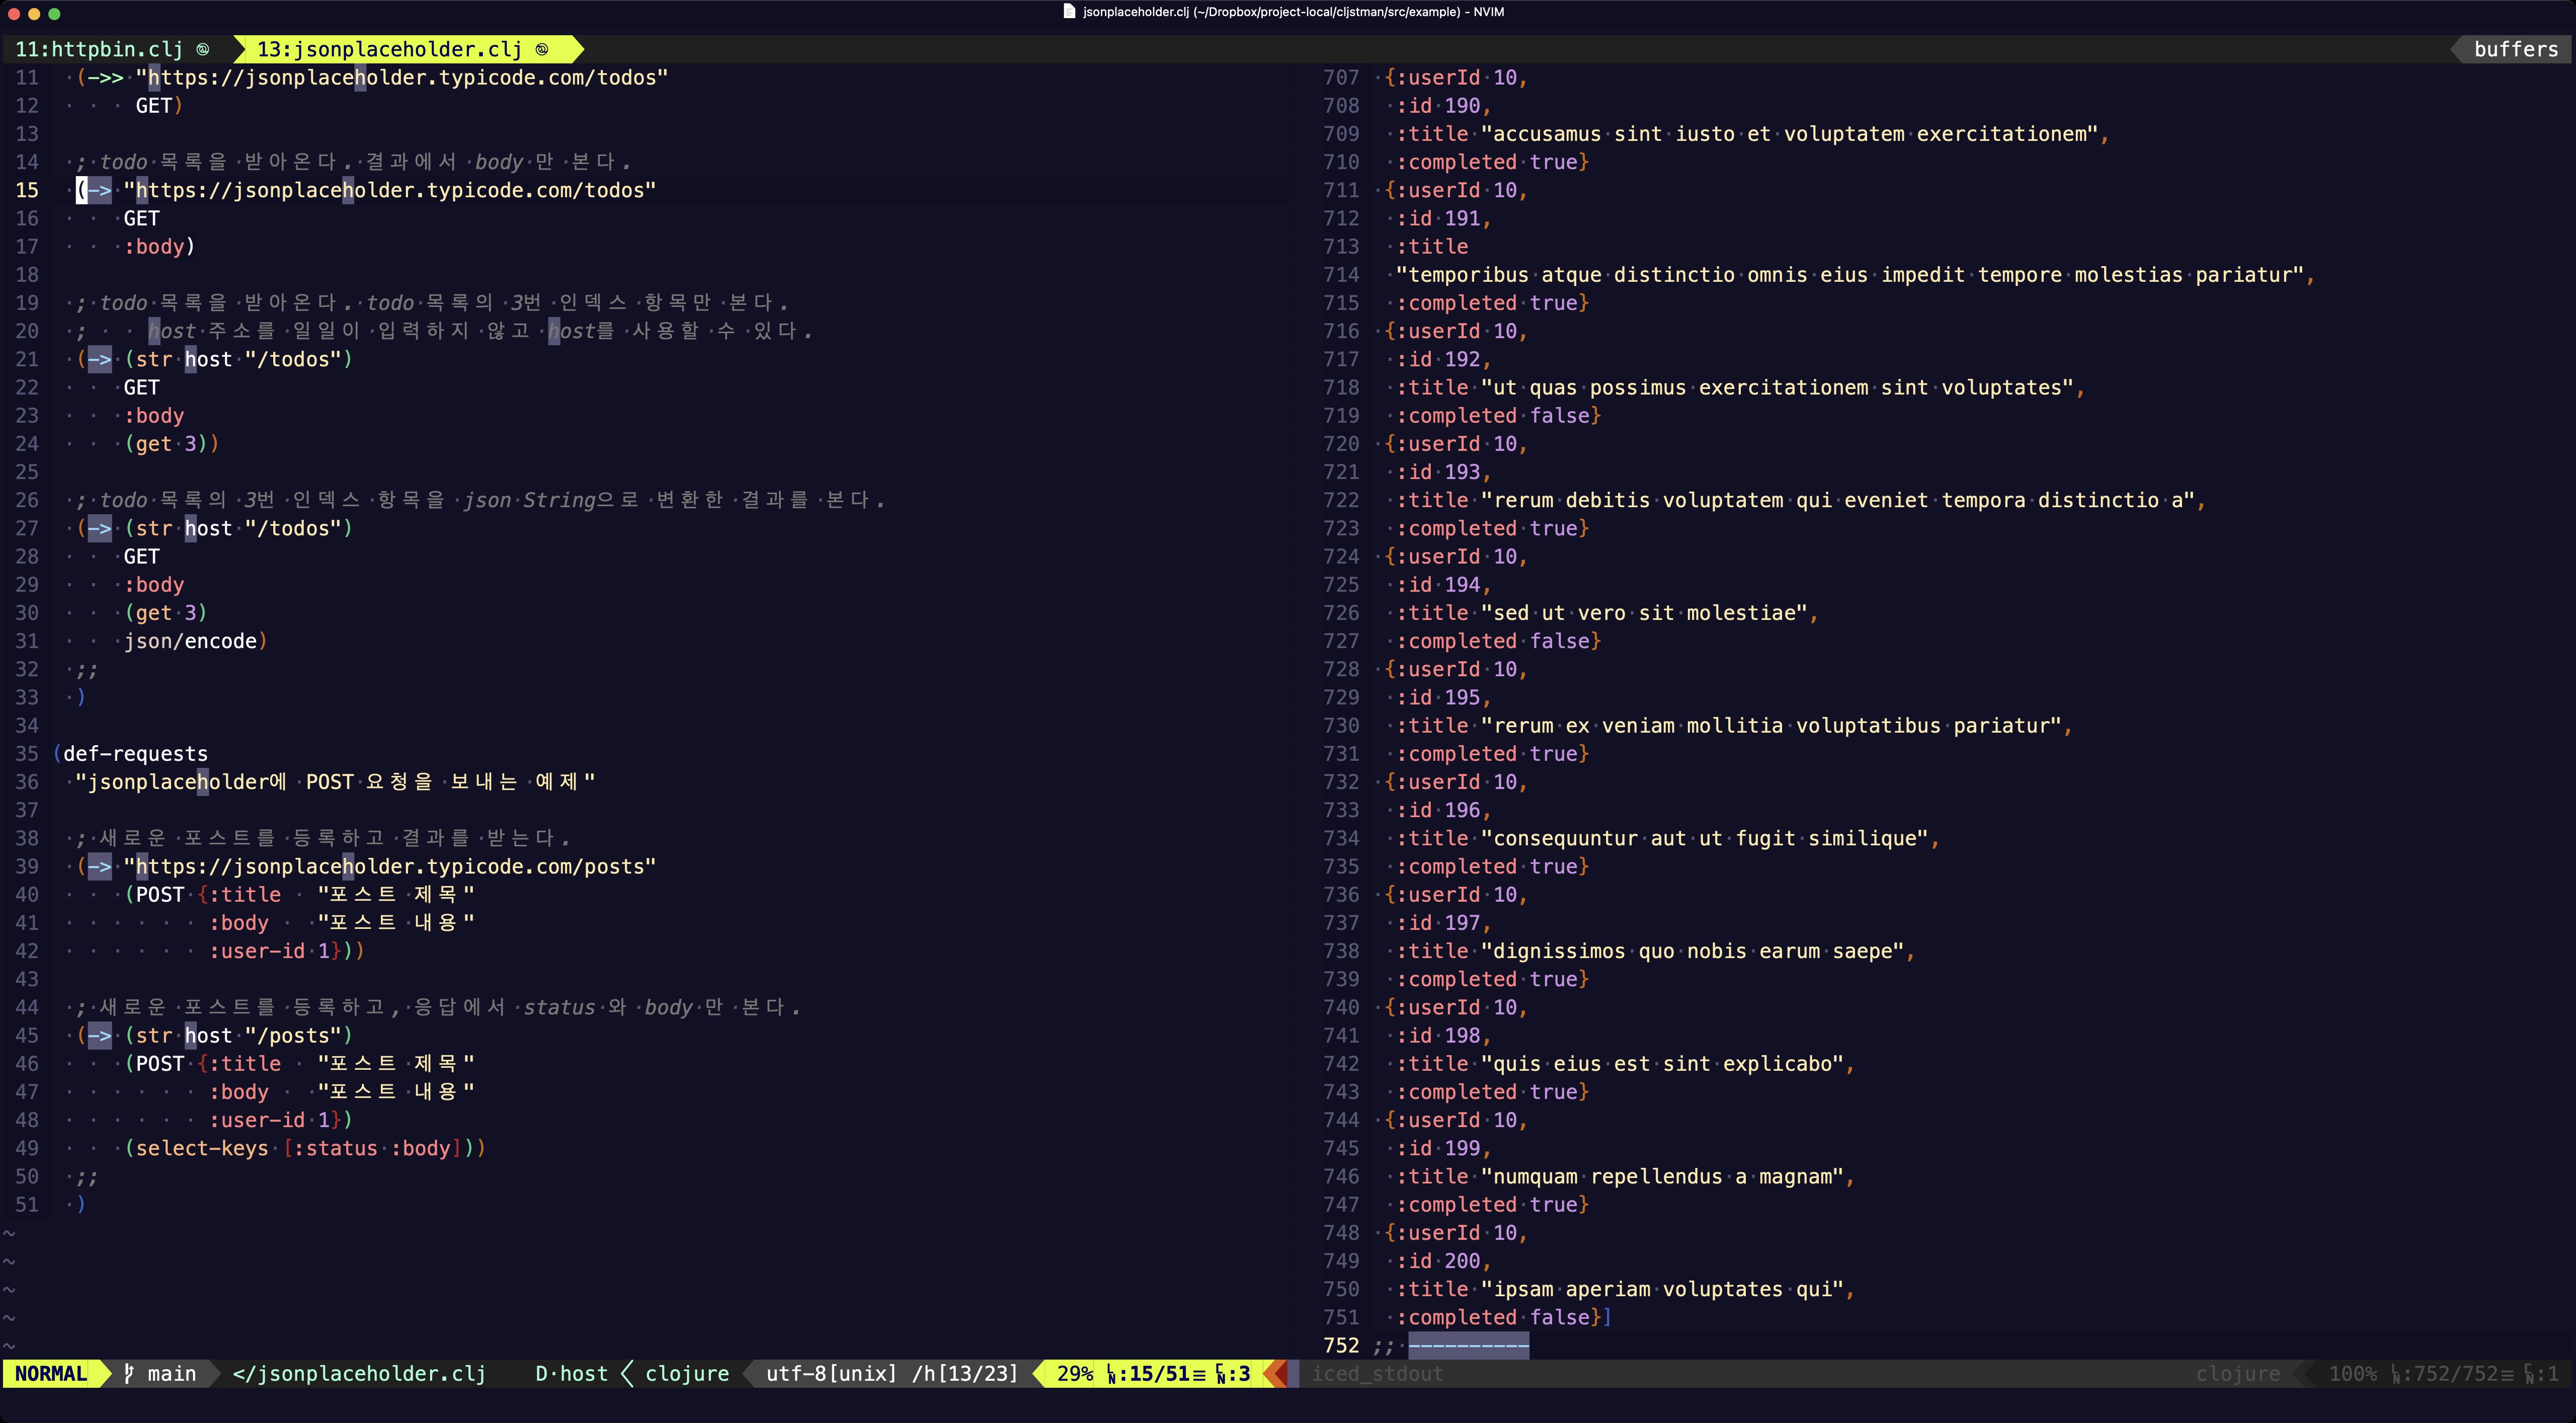 jsonplaceholder.clj (~/Dropbox/project-local/cljstman/src/example) - NVIM
11:httpbin.clj 13:jsonplaceholder.clj buffers
11 (->> "https://jsonplaceholder.typicode.com/todos"
12 GET)
13
14 ; todo 목록을 받아온다. 결과에서 body 만 본다.
15 (-> "https://jsonplaceholder.typicode.com/todos"
16 GET
17 :body)
18
19 ; todo 목록을 받아온다. todo 목록의 3번 인덱스 항목만 본다.
20 ; host 주소를 일일이 입력하지 않고 host를 사용할 수 있다.
21 (-> (str host "/todos")
22 GET
23 :body
24 (get 3))
25
26 ; todo 목록의 3번 인덱스 항목을 json String으로 변환한 결과를 본다.
27 (-> (str host "/todos")
28 GET
29 :body
30 (get 3)
31 json/encode)
32 ;;
33 )
34
35 (def-requests
36 "jsonplaceholder에 POST 요청을 보내는 예제"
37
38 ; 새로운 포스트를 등록하고 결과를 받는다.
39 (-> "https://jsonplaceholder.typicode.com/posts"
40 (POST {:title "포스트 제목"
41 :body "포스트 내용"
42 :user-id 1}))
43
44 ; 새로운 포스트를 등록하고, 응답에서 status 와 body 만 본다.
45 (-> (str host "/posts")
46 (POST {:title "포스트 제목"
47 :body "포스트 내용"
48 :user-id 1})
49 (select-keys [:status :body]))
50 ;;
51 )
~
~
~
~
~
707 {:userId 10,
708 :id 190,
709 :title "accusamus sint iusto et voluptatem exercitationem",
710 :completed true}
711 {:userId 10,
712 :id 191,
713 :title
714 "temporibus atque distinctio omnis eius impedit tempore molestias pariatur",
715 :completed true}
716 {:userId 10,
717 :id 192,
718 :title "ut quas possimus exercitationem sint voluptates",
719 :completed false}
720 {:userId 10,
721 :id 193,
722 :title "rerum debitis voluptatem qui eveniet tempora distinctio a",
723 :completed true}
724 {:userId 10,
725 :id 194,
726 :title "sed ut vero sit molestiae",
727 :completed false}
728 {:userId 10,
729 :id 195,
730 :title "rerum ex veniam mollitia voluptatibus pariatur",
731 :completed true}
732 {:userId 10,
733 :id 196,
734 :title "consequuntur aut ut fugit similique",
735 :completed true}
736 {:userId 10,
737 :id 197,
738 :title "dignissimos quo nobis earum saepe",
739 :completed true}
740 {:userId 10,
741 :id 198,
742 :title "quis eius est sint explicabo",
743 :completed true}
744 {:userId 10,
745 :id 199,
746 :title "numquam repellendus a magnam",
747 :completed true}
748 {:userId 10,
749 :id 200,
750 :title "ipsam aperiam voluptates qui",
751 :completed false}]
752 ;; ----------
NORMAL main </jsonplaceholder.clj D·host clojure utf-8[unix] /h[13/23] 29% ㏑:15/51≡ ㏇:3 iced_stdout clojure 100% ㏑:752/752≡ ㏇:1